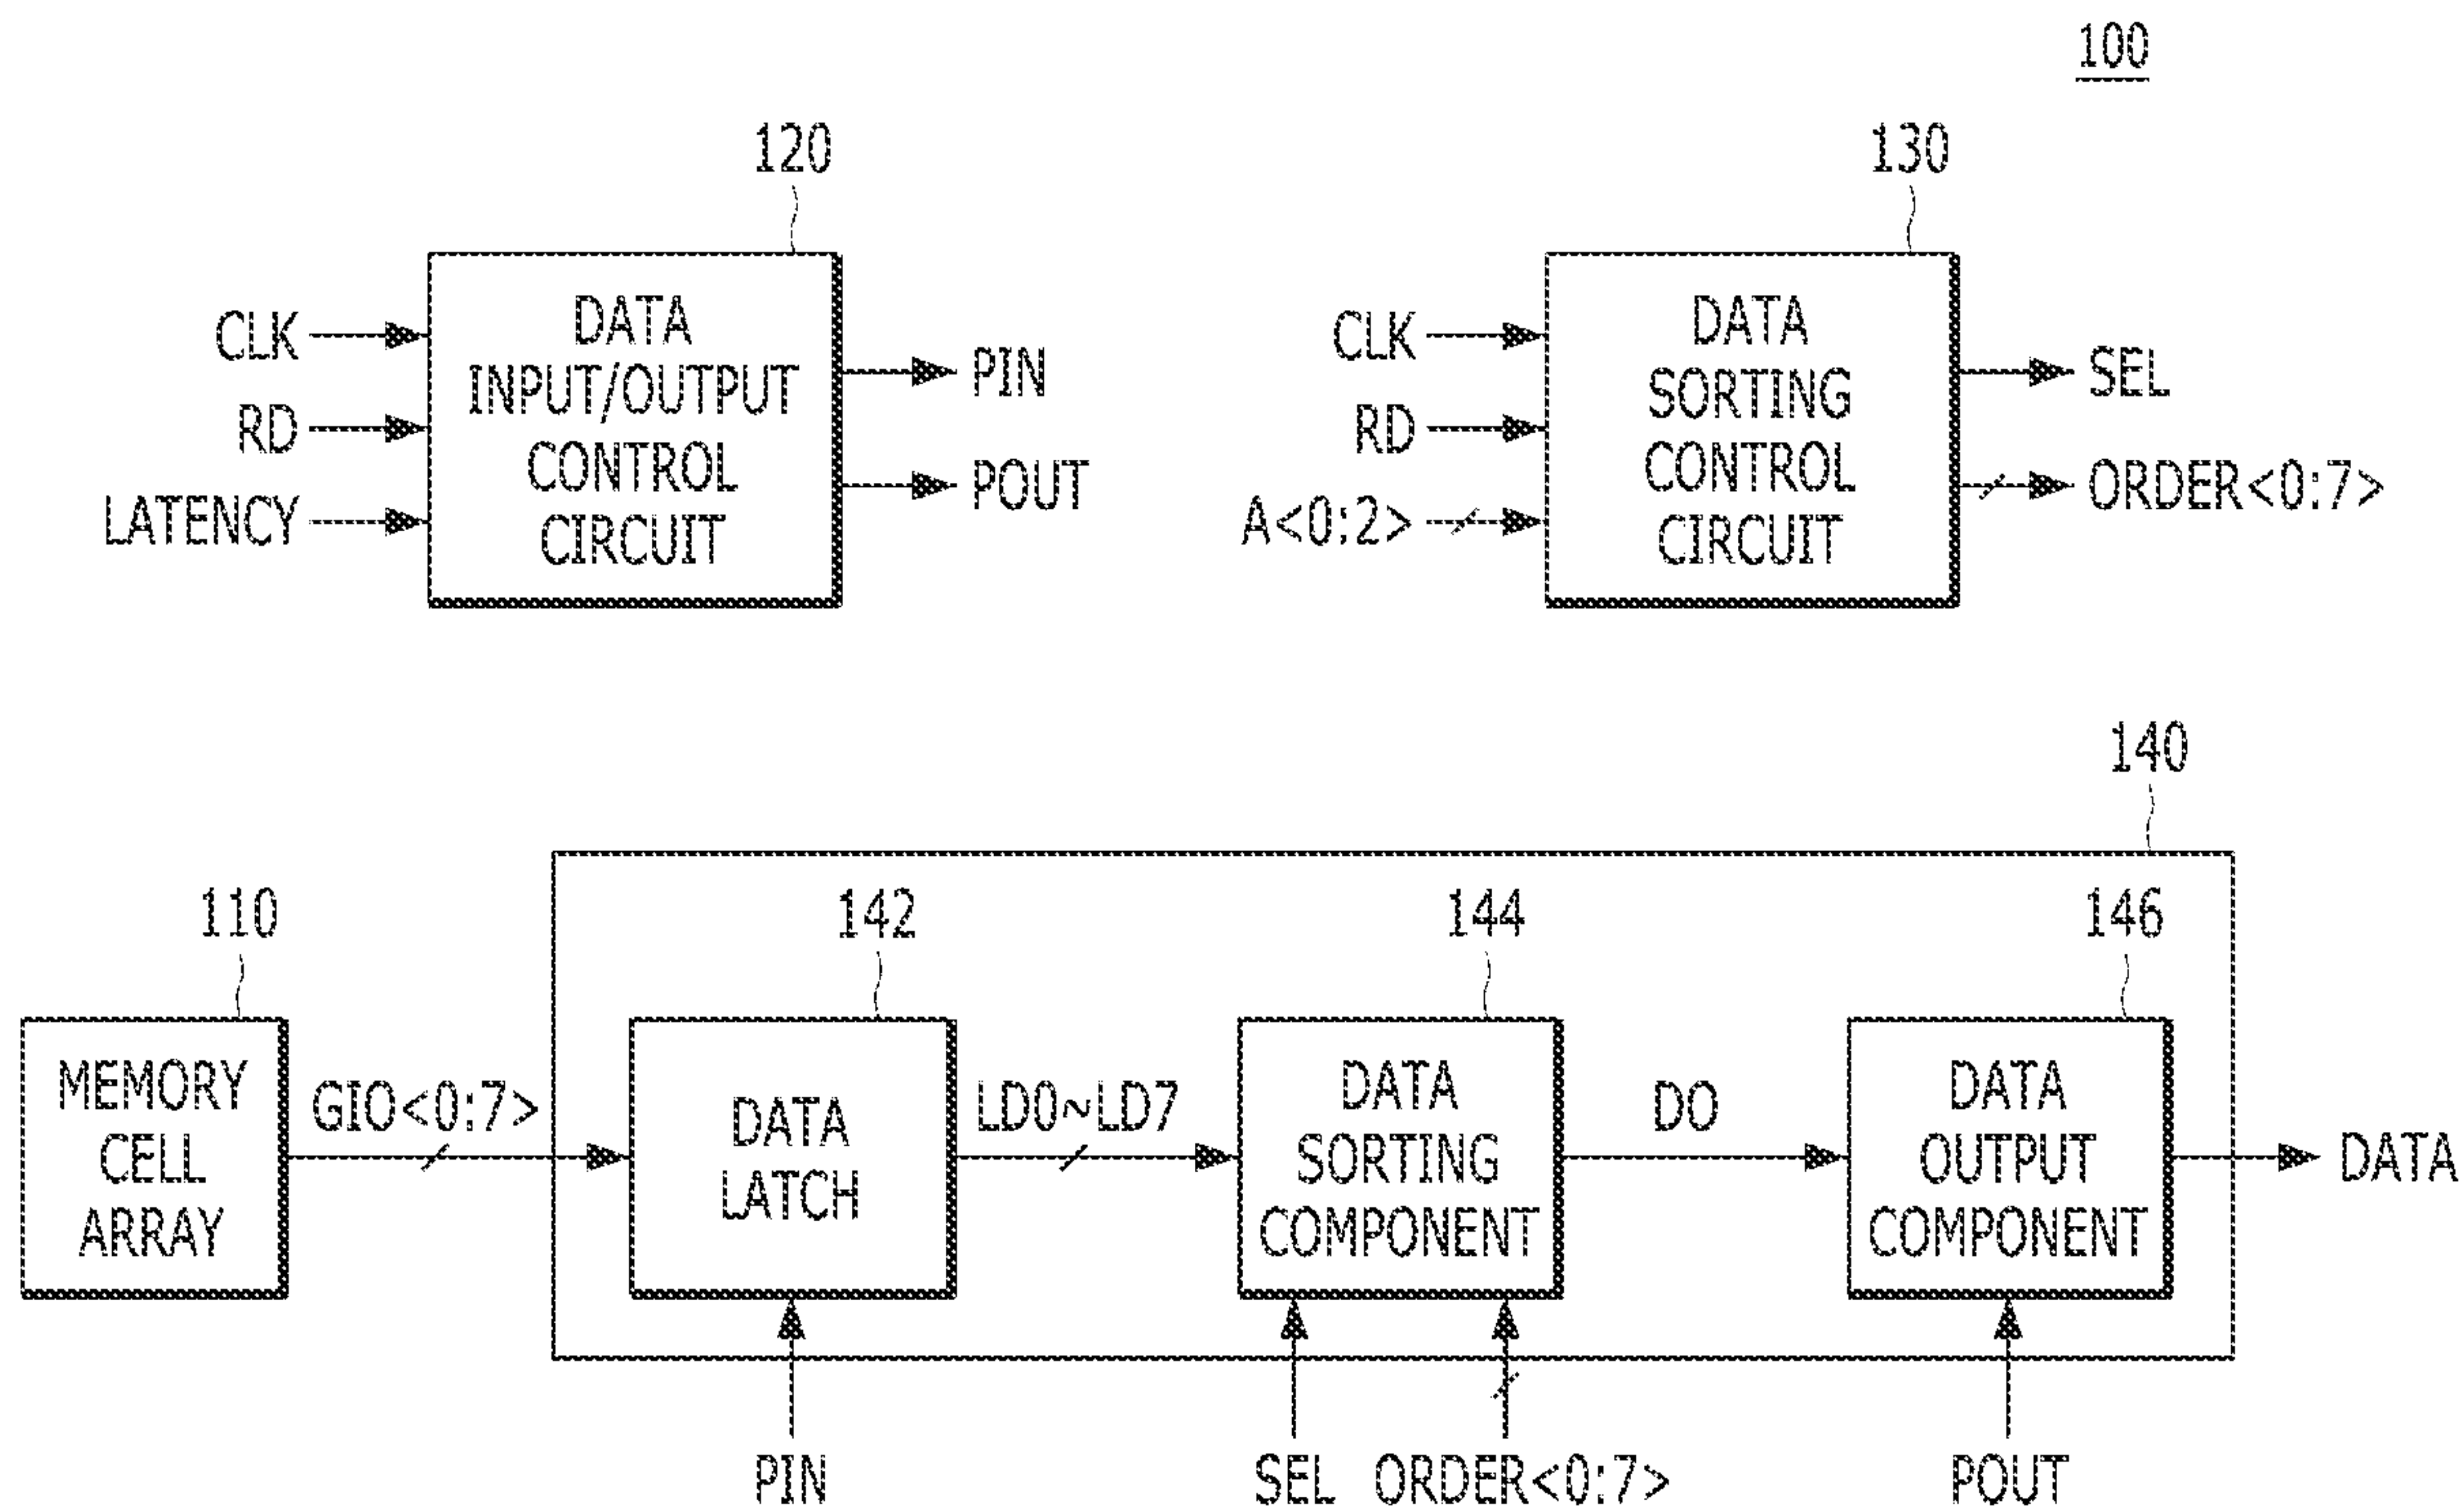 100
120
130
CLK
RD
LATENCY
DATA
INPUT/OUTPUT
CONTROL
CIRCUIT
PIN
POUT
CLK
RD
A<0:2>
DATA
SORTING
CONTROL
CIRCUIT
SEL
ORDER<0:7>
140
110
142
144
146
MEMORY
CELL
ARRAY
GIO<0:7>
DATA
LATCH
LD0~LD7
DATA
SORTING
COMPONENT
DO
DATA
OUTPUT
COMPONENT
DATA
PIN
SEL
ORDER<0:7>
POUT